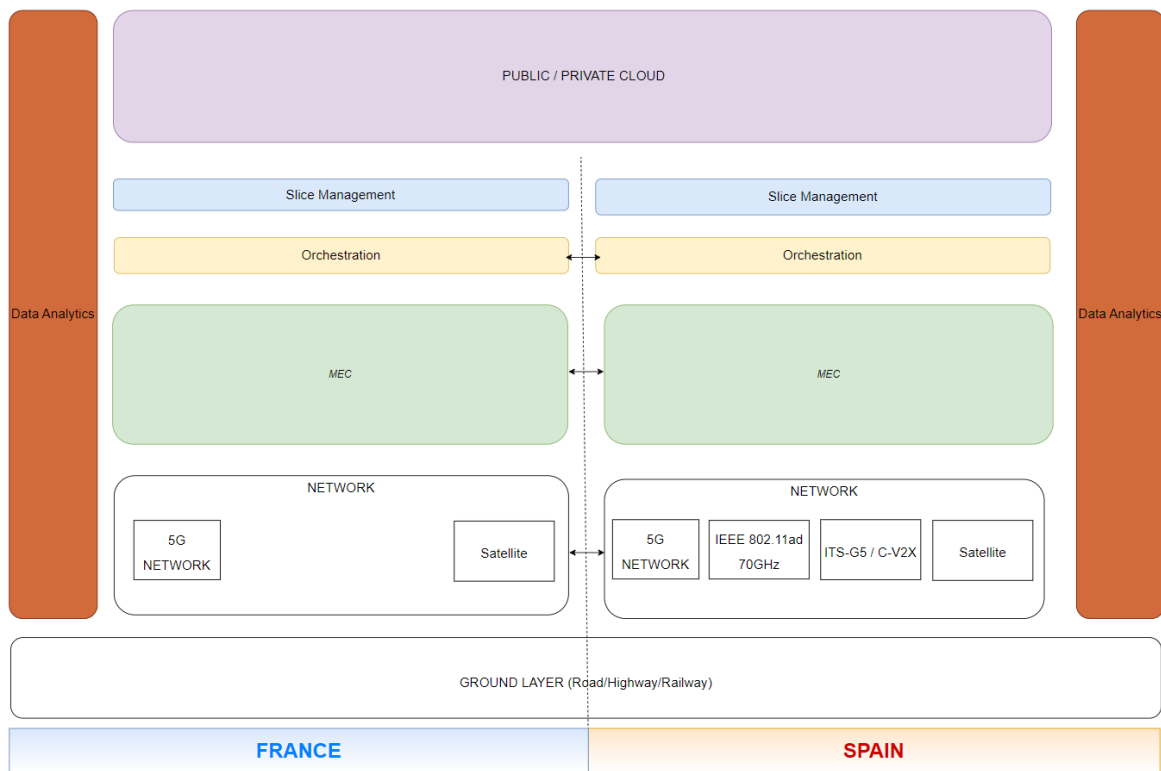 PUBLIC / PRIVATE CLOUD
Slice Management
Slice Management
Orchestration
Orchestration
Data Analytics
Data Analytics
MEC
MEC
NETWORK
NETWORK
5G
NETWORK
Satellite
5G
NETWORK
IEEE 802.11ad
70GHz
ITS-G5 / C-V2X
Satellite
GROUND LAYER (Road/Highway/Railway)
FRANCE
SPAIN